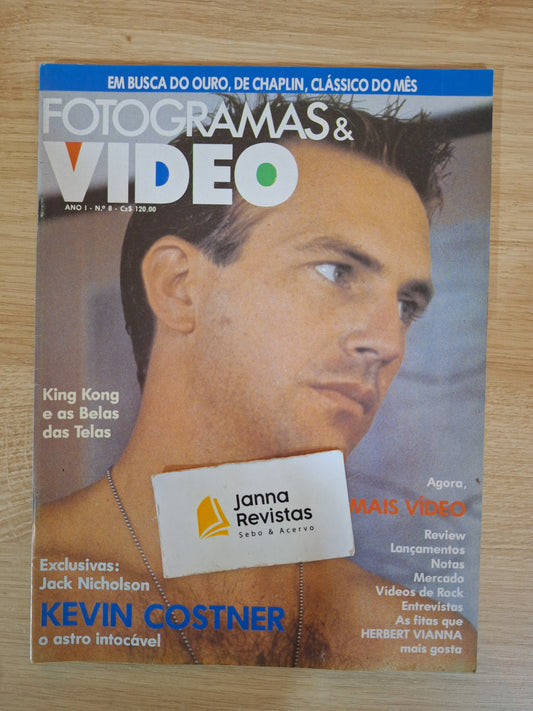 EM BUSCA DO OURO, DE CHAPLIN, CLÁSSICO DO MÊS
FOTOGRAMAS &
VIDEO
ANO I - N.º 8 - Cz$ 120,00
King Kong
e as Belas
das Telas
Janna
Revistas
Sebo & Acervo
Agora,
MAIS VÍDEO
Review
Lançamentos
Notas
Mercado
Vídeos de Rock
Entrevistas
As fitas que
HERBERT VIANNA
mais gosta
Exclusivas:
Jack Nicholson
KEVIN COSTNER
o astro intocável